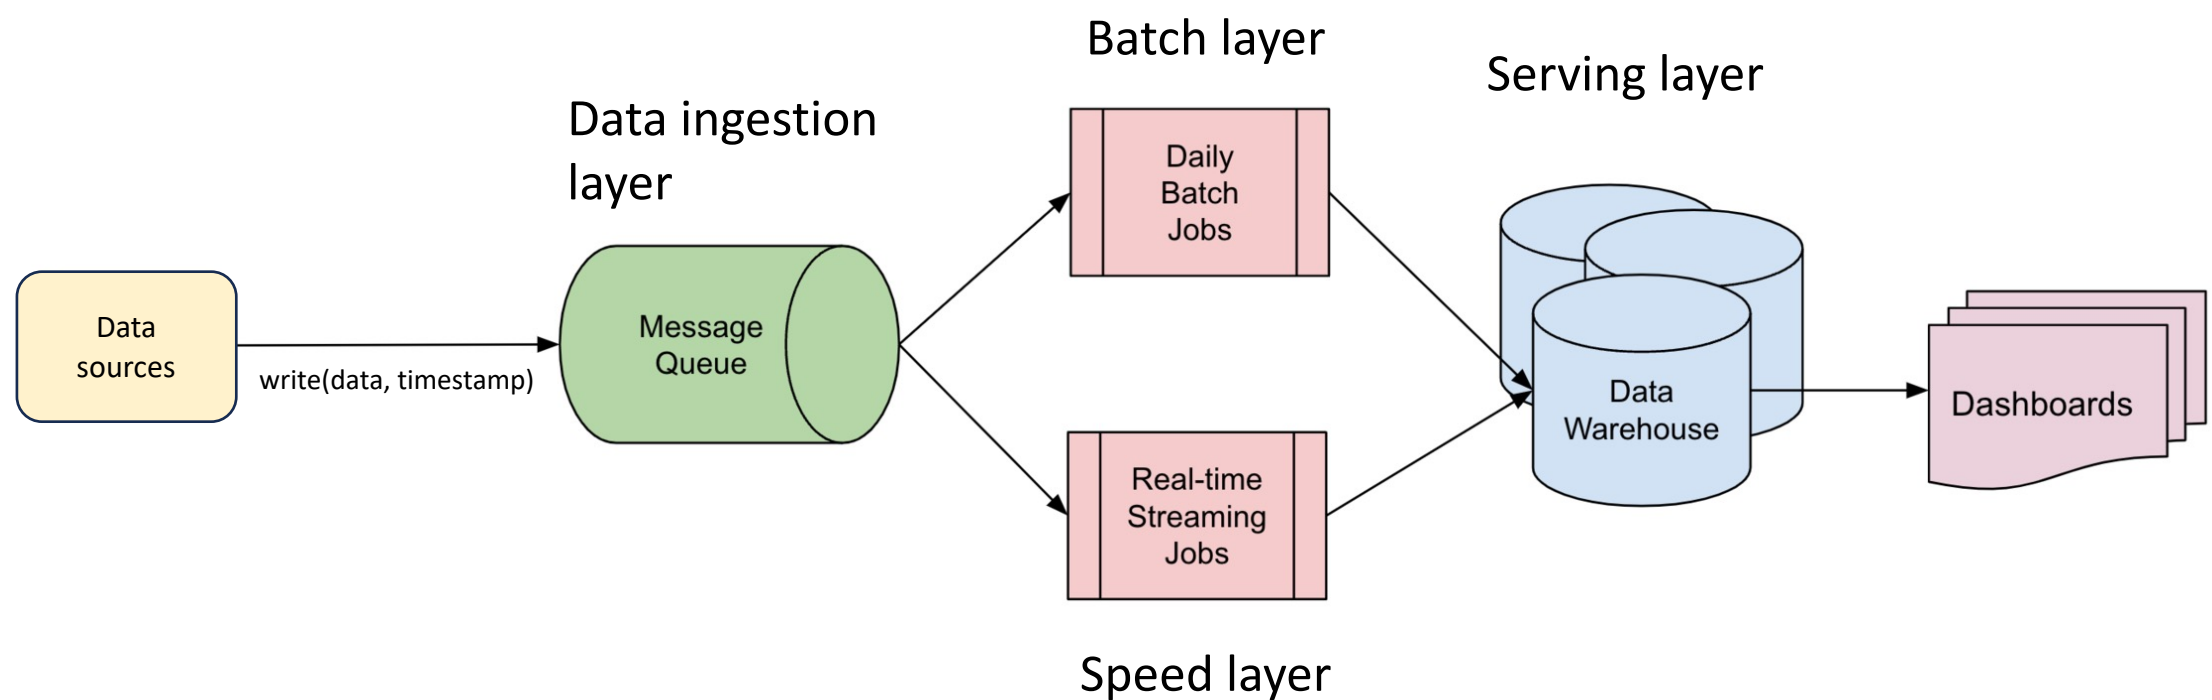 Batch layer
Serving layer
Data ingestion
layer
Daily
Batch
Jobs
Data
sources
write(data, timestamp)
Message
Queue
Data
Warehouse
Dashboards
Real-time
Streaming
Jobs
Speed layer